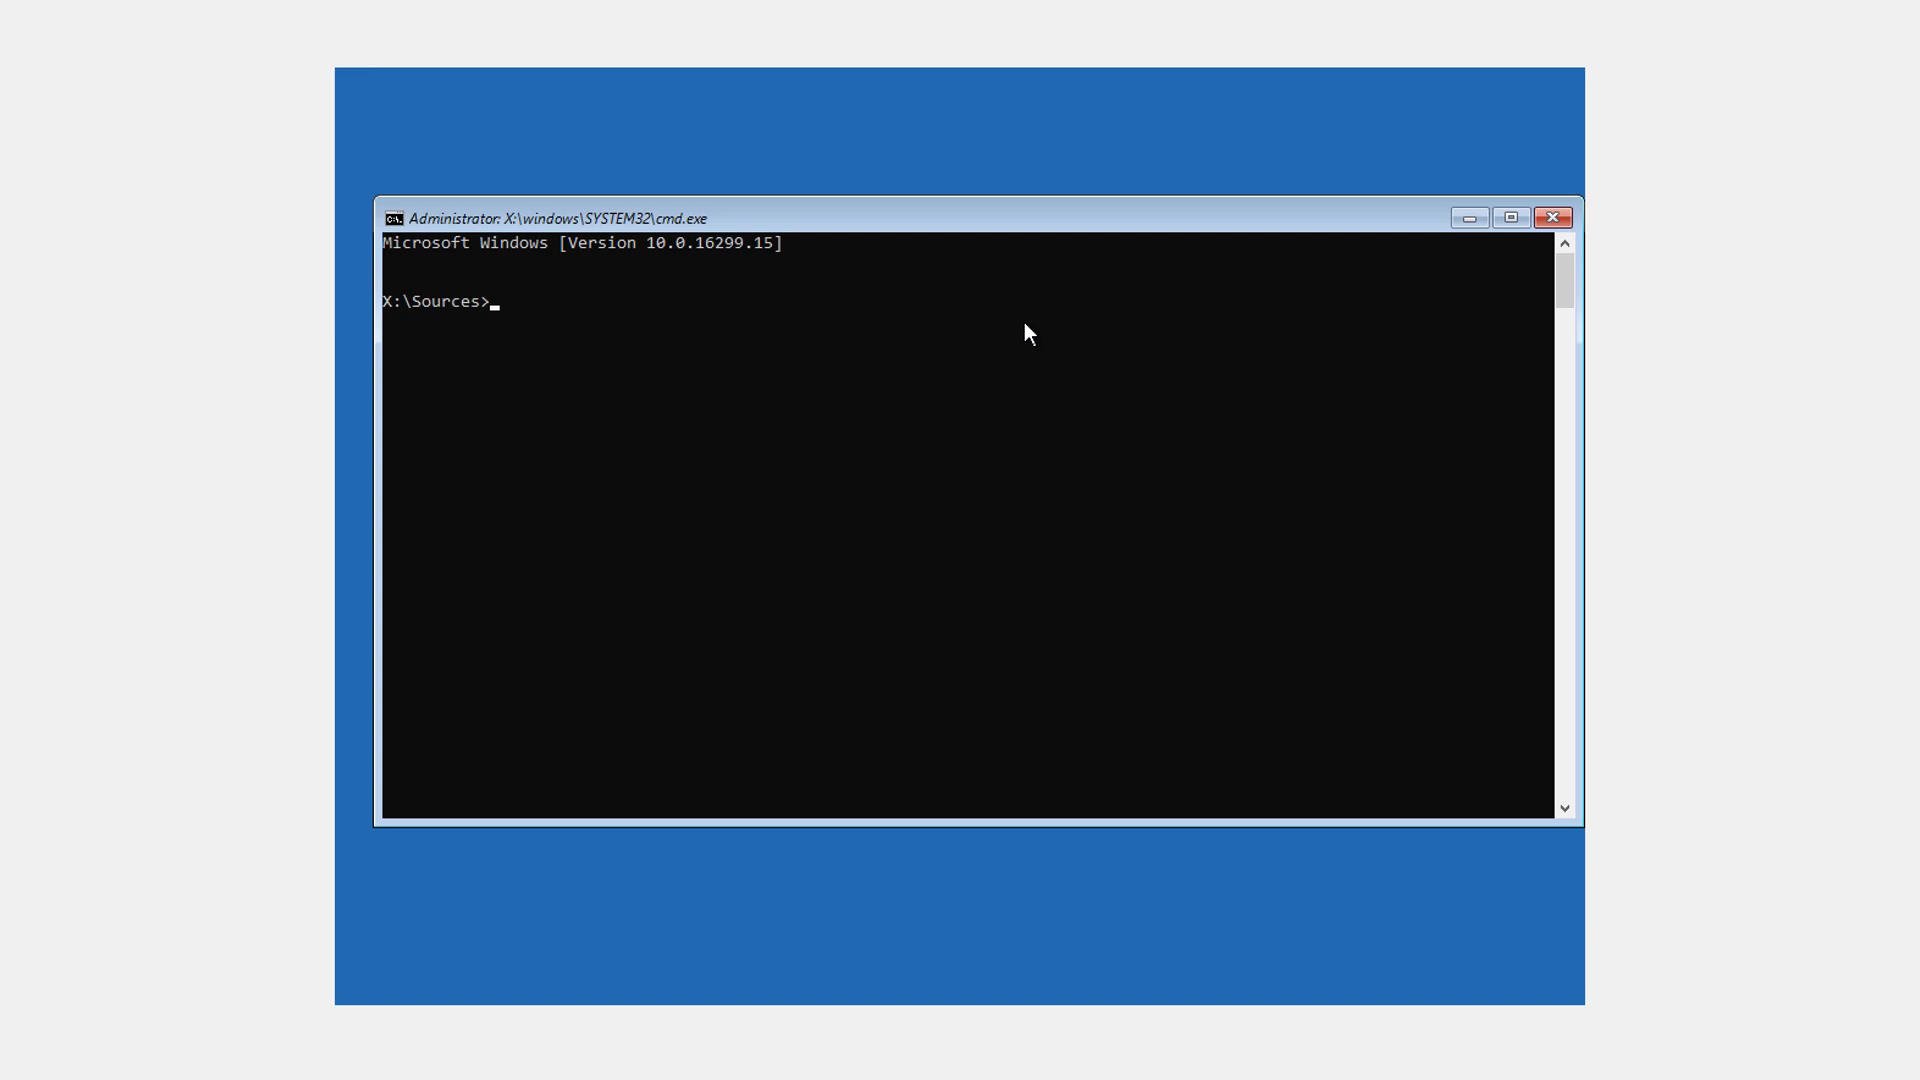 Administrator: X:\windows\SYSTEM32\cmd.exe
Microsoft Windows [Version 10.0.16299.15]
X:\Sources>